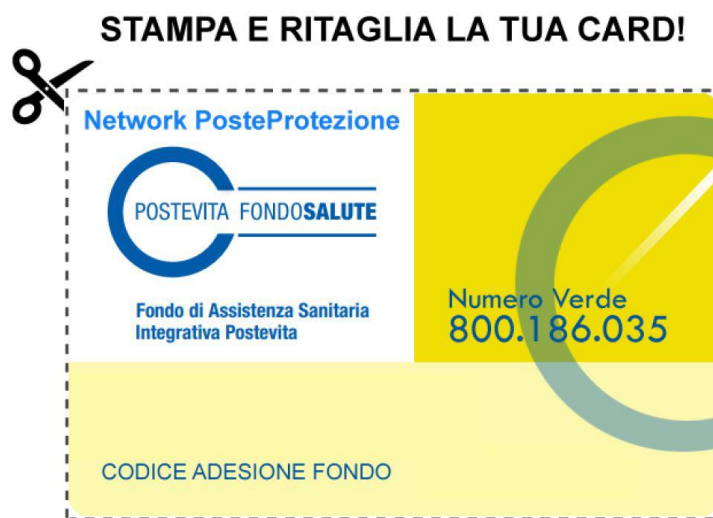 STAMPA E RITAGLIA LA TUA CARD!
Network PosteProtezione
POSTEVITA FONDOSALUTE
Fondo di Assistenza Sanitaria
Integrativa Postevita
Numero Verde
800.186.035
CODICE ADESIONE FONDO